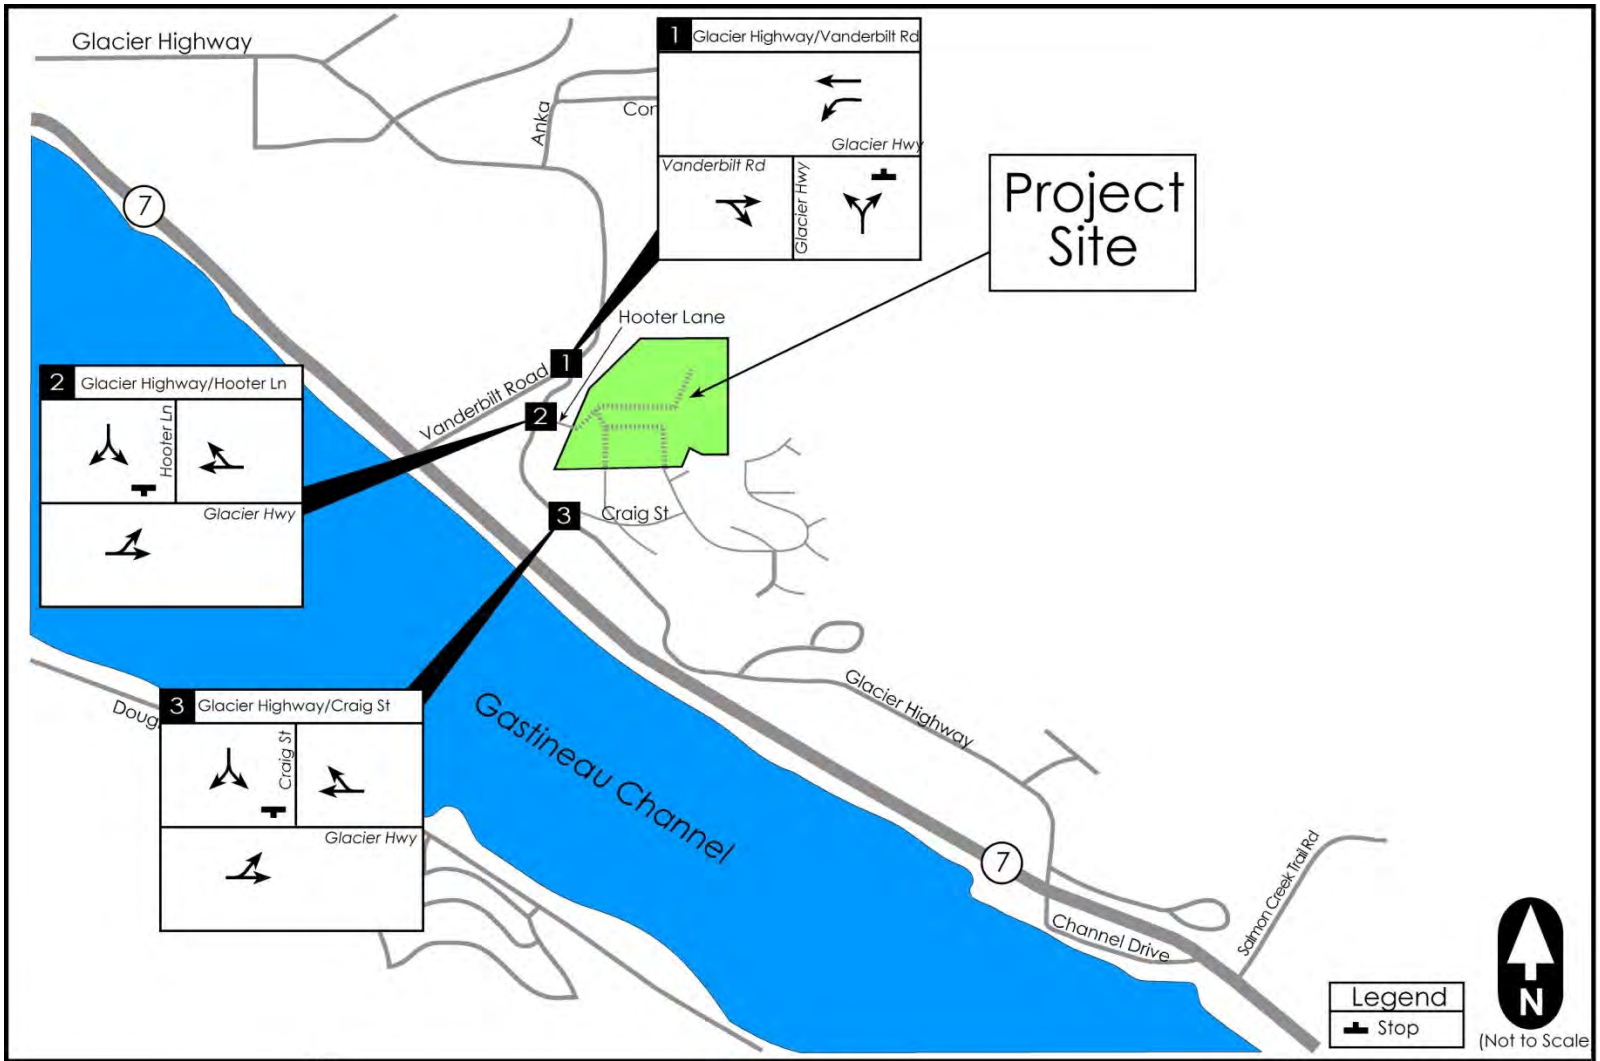 Glacier Highway
1 Glacier Highway/Vanderbilt Rd
Glacier Hwy
Vanderbilt Rd
Glacier Hwy
Anka
Con
7
Project
Site
Hooter Lane
1
Vanderbilt Road
2
2 Glacier Highway/Hooter Ln
Hooter Ln
Glacier Hwy
3
Craig St
3 Glacier Highway/Craig St
Craig St
Glacier Hwy
Doug
Gastineau Channel
Glacier Highway
7
Channel Drive
Salmon Creek Trail Rd
Legend
Stop
N
(Not to Scale